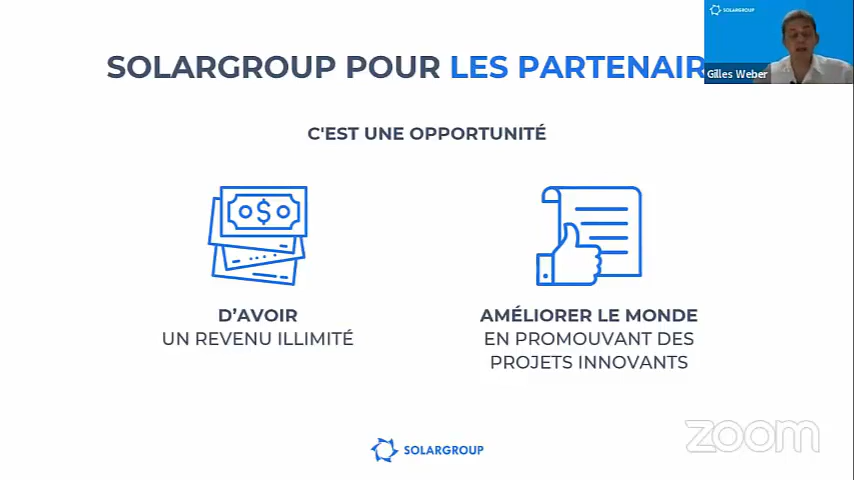 SOLARGROUP
SOLARGROUP POUR LES PARTENAIR
Gilles Weber
C'EST UNE OPPORTUNITÉ
D’AVOIR
UN REVENU ILLIMITÉ
AMÉLIORER LE MONDE
EN PROMOUVANT DES
PROJETS INNOVANTS
SOLARGROUP
zoom